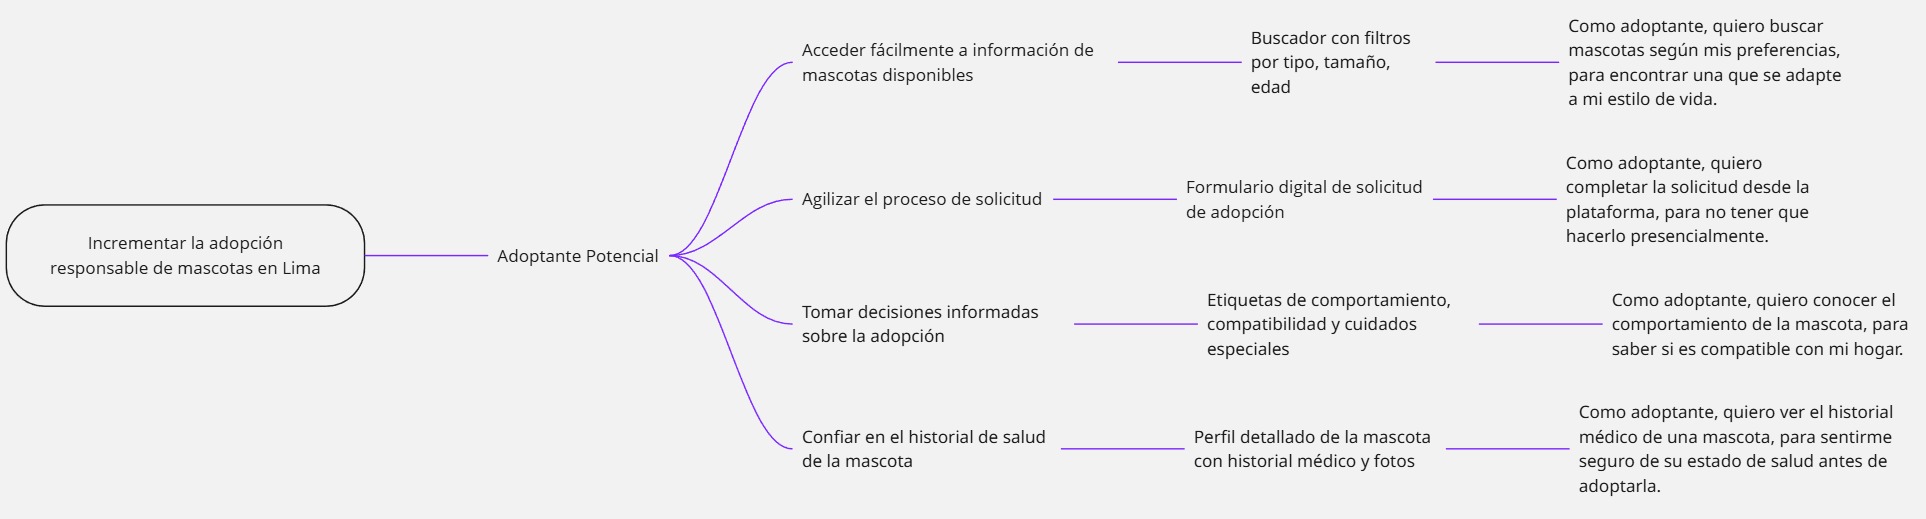 Incrementar la adopción
responsable de mascotas en Lima
Adoptante Potencial
Acceder fácilmente a información de
mascotas disponibles
Buscador con filtros
por tipo, tamaño,
edad
Como adoptante, quiero buscar
mascotas según mis preferencias,
para encontrar una que se adapte
a mi estilo de vida.
Agilizar el proceso de solicitud
Formulario digital de solicitud
de adopción
Como adoptante, quiero
completar la solicitud desde la
plataforma, para no tener que
hacerlo presencialmente.
Tomar decisiones informadas
sobre la adopción
Etiquetas de comportamiento,
compatibilidad y cuidados
especiales
Como adoptante, quiero conocer el
comportamiento de la mascota, para
saber si es compatible con mi hogar.
Confiar en el historial de salud
de la mascota
Perfil detallado de la mascota
con historial médico y fotos
Como adoptante, quiero ver el historial
médico de una mascota, para sentirme
seguro de su estado de salud antes de
adoptarla.